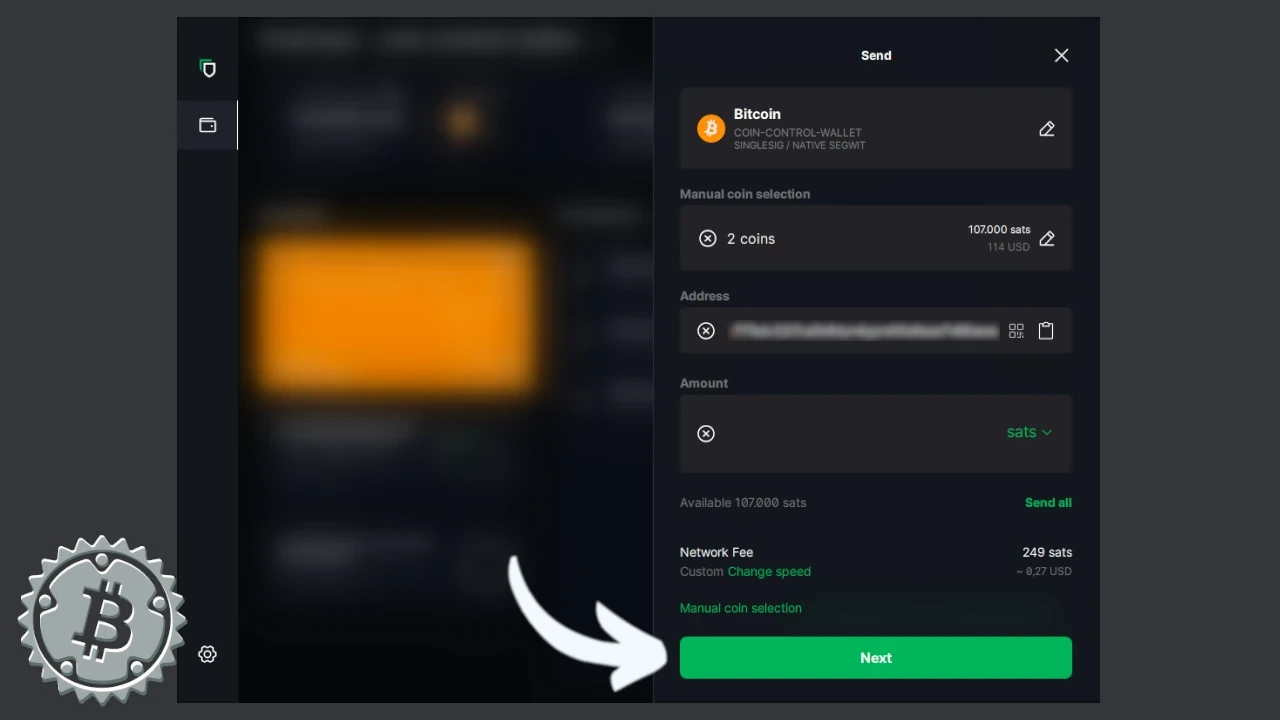 Send
Bitcoin
COIN-CONTROL-WALLET
SINGLESIG / NATIVE SEGWIT
Manual coin selection
2 coins
107.000 sats
114 USD
Address
Amount
sats
Available 107.000 sats
Send all
Network Fee
249 sats
Custom Change speed
~ 0,27 USD
Manual coin selection
Next